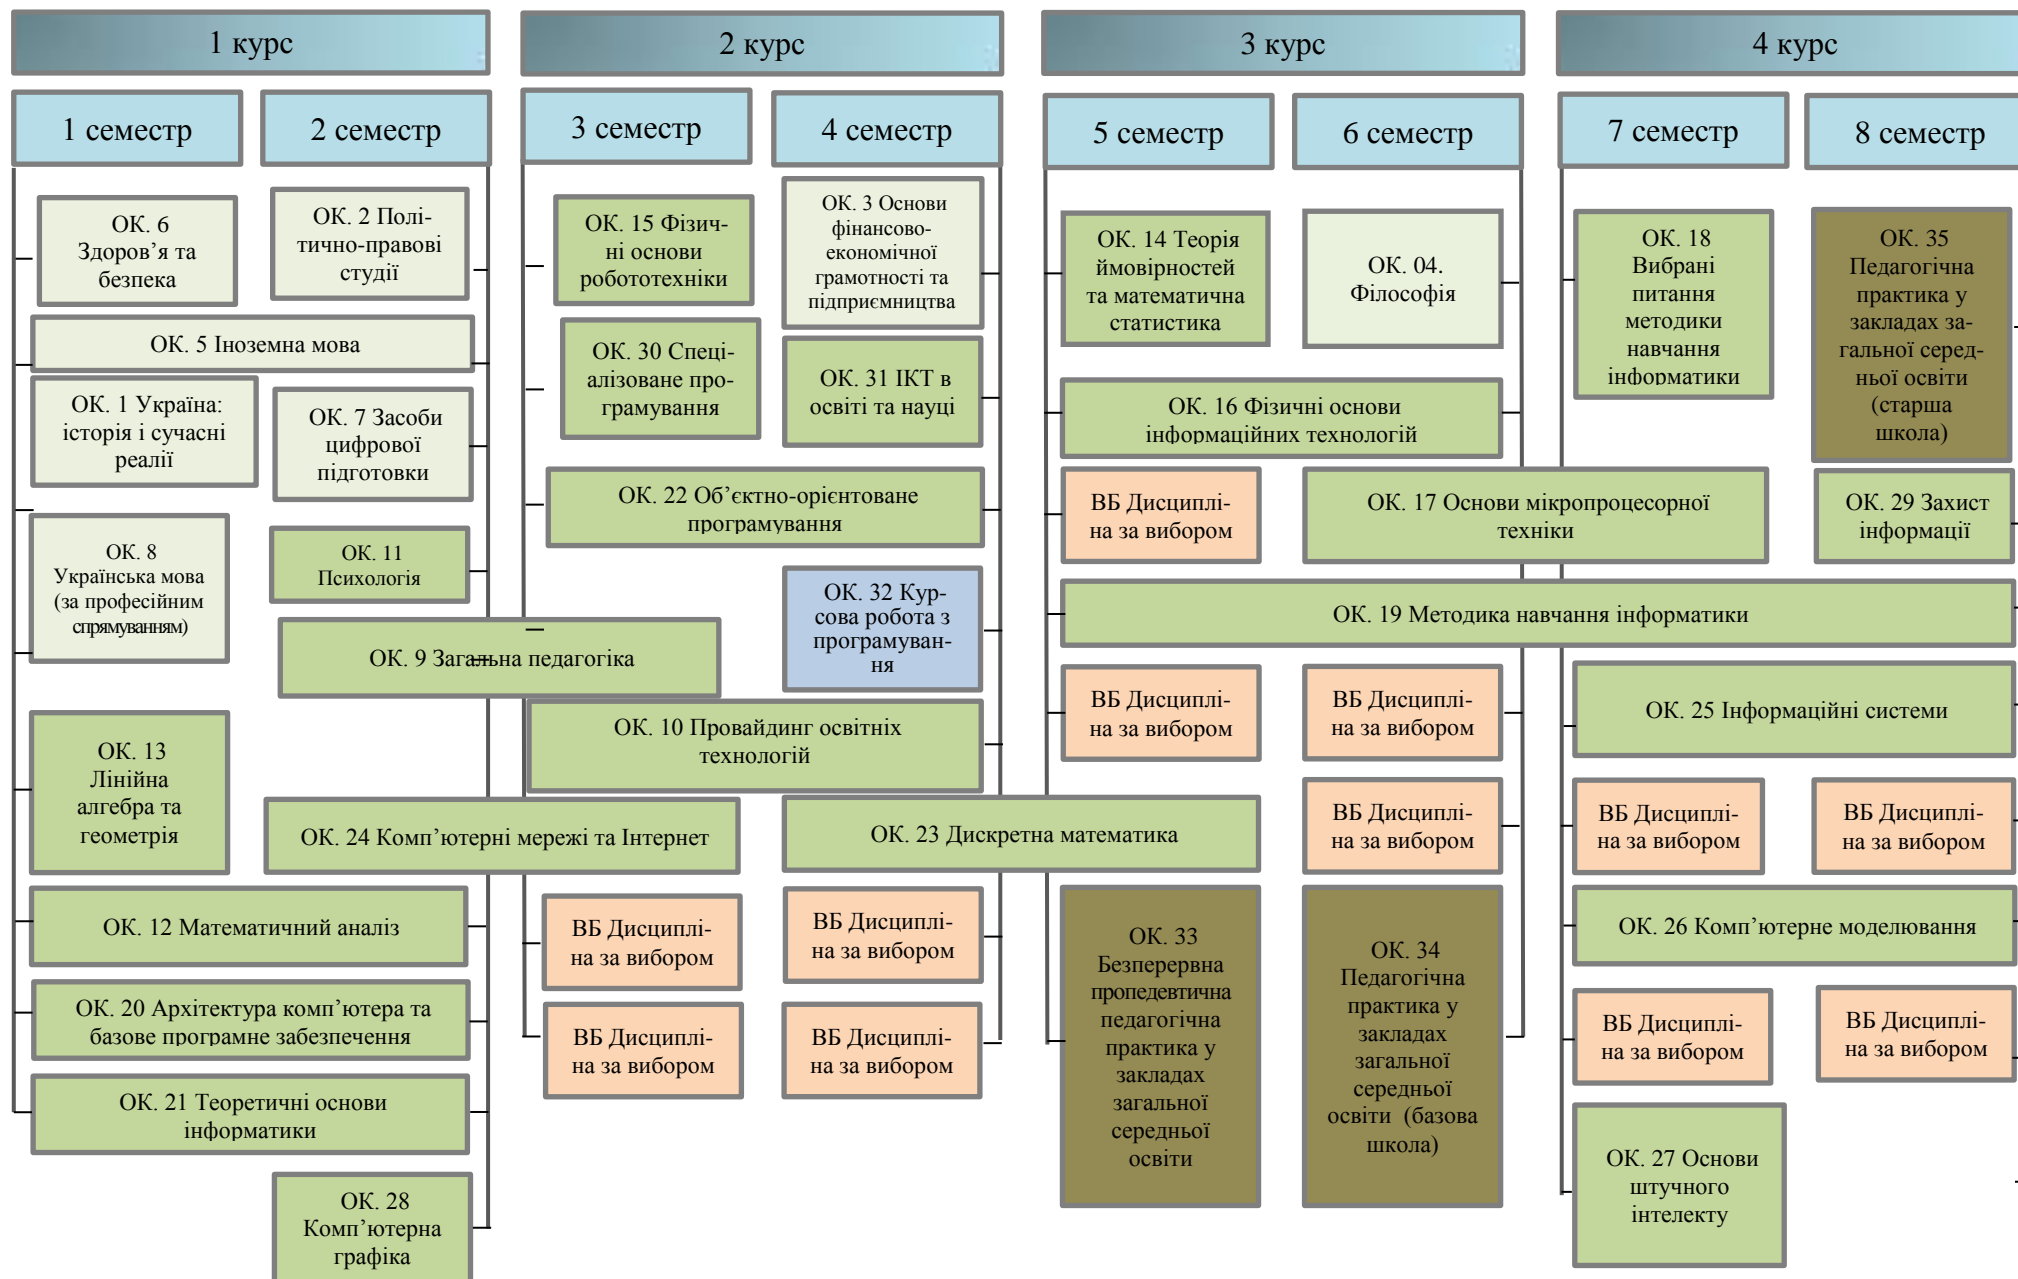 1 курс
2 курс
3 курс
4 курс
1 семестр
2 семестр
3 семестр
4 семестр
5 семестр
6 семестр
7 семестр
8 семестр
ОК. 6
Здоров’я та
безпека
ОК. 2 Полі-
тично-правові
студії
ОК. 5 Іноземна мова
ОК. 1 Україна:
історія і сучасні
реалії
ОК. 7 Засоби
цифрової
підготовки
ОК. 8
Українська мова
(за професійним
спрямуванням)
ОК. 11
Психологія
ОК. 9 Загальна педагогіка
ОК. 13
Лінійна
алгебра та
геометрія
ОК. 24 Комп’ютерні мережі та Інтернет
ОК. 12 Математичний аналіз
ОК. 20 Архітектура комп’ютера та
базове програмне забезпечення
ОК. 21 Теоретичні основи
інформатики
ОК. 28
Комп’ютерна
графіка
ОК. 15 Фізич-
ні основи
робототехніки
ОК. 3 Основи
фінансово-
економічної
грамотності та
підприємництва
ОК. 30 Спеці-
алізоване про-
грамування
ОК. 31 ІКТ в
освіті та науці
ОК. 22 Об’єктно-орієнтоване
програмування
ОК. 32 Кур-
сова робота з
програмуван-
ня
ОК. 10 Провайдинг освітніх
технологій
ОК. 23 Дискретна математика
ВБ Дисциплі-
на за вибором
ВБ Дисциплі-
на за вибором
ВБ Дисциплі-
на за вибором
ВБ Дисциплі-
на за вибором
ОК. 14 Теорія
ймовірностей
та математична
статистика
ОК. 04.
Філософія
ОК. 16 Фізичні основи
інформаційних технологій
ВБ Дисциплі-
на за вибором
ОК. 17 Основи мікропроцесорної
техніки
ОК. 19 Методика навчання інформатики
ВБ Дисциплі-
на за вибором
ВБ Дисциплі-
на за вибором
ВБ Дисциплі-
на за вибором
ОК. 33
Безперервна
пропедевтична
педагогічна
практика у
закладах
загальної
середньої
освіти
ОК. 34
Педагогічна
практика у
закладах
загальної
середньої
освіти (базова
школа)
ОК. 18
Вибрані
питання
методики
навчання
інформатики
ОК. 35
Педагогічна
практика у
закладах за-
гальної серед-
ньої освіти
(старша
школа)
ОК. 29 Захист
інформації
ОК. 25 Інформаційні системи
ВБ Дисциплі-
на за вибором
ВБ Дисциплі-
на за вибором
ОК. 26 Комп’ютерне моделювання
ВБ Дисциплі-
на за вибором
ВБ Дисциплі-
на за вибором
ОК. 27 Основи
штучного
інтелекту